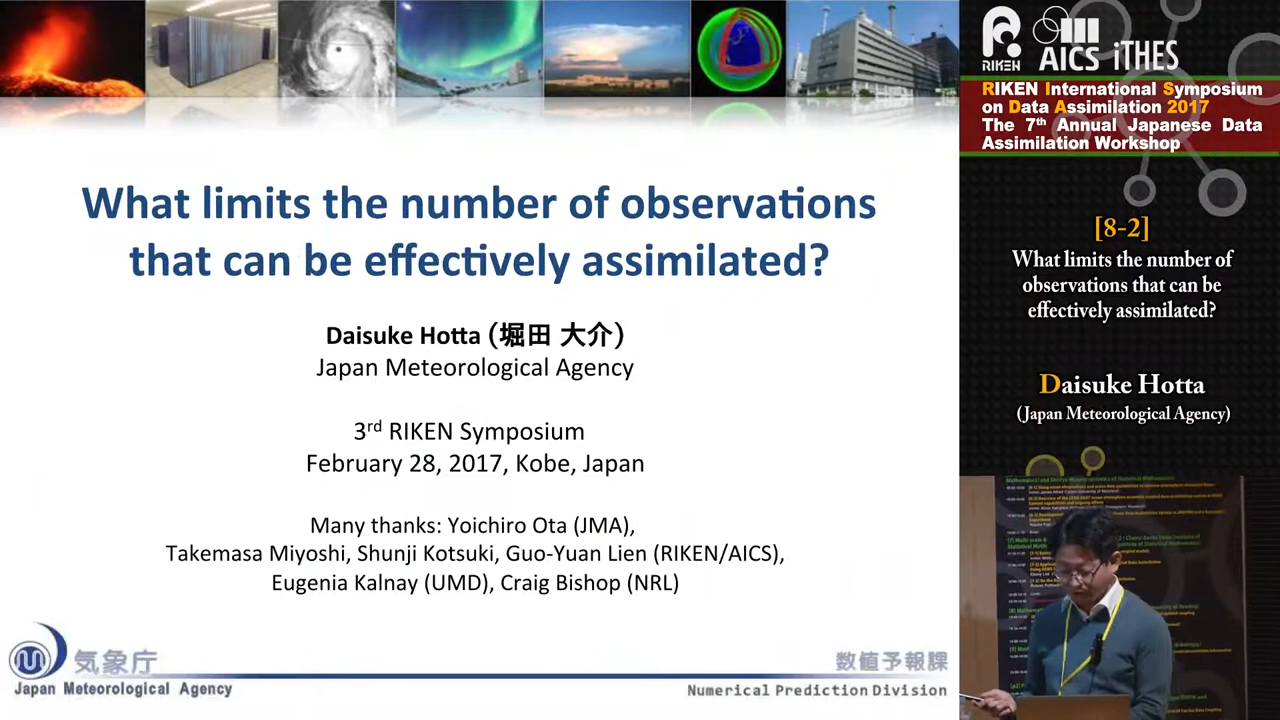 What limits the number of observations
that can be effectively assimilated?
Daisuke Hotta (堀田 大介)
Japan Meteorological Agency
3rd RIKEN Symposium
February 28, 2017, Kobe, Japan
Many thanks: Yoichiro Ota (JMA),
Takemasa Miyoshi, Shunji Kotsuki, Guo-Yuan Lien (RIKEN/AICS),
Eugenia Kalnay (UMD), Craig Bishop (NRL)
気象庁
Japan Meteorological Agency
数値予報課
Numerical Prediction Division
RIKEN AICS iTHES
RIKEN International Symposium
on Data Assimilation 2017
The 7th Annual Japanese Data
Assimilation Workshop
[8-2]
What limits the number of
observations that can be
effectively assimilated?
Daisuke Hotta
(Japan Meteorological Agency)